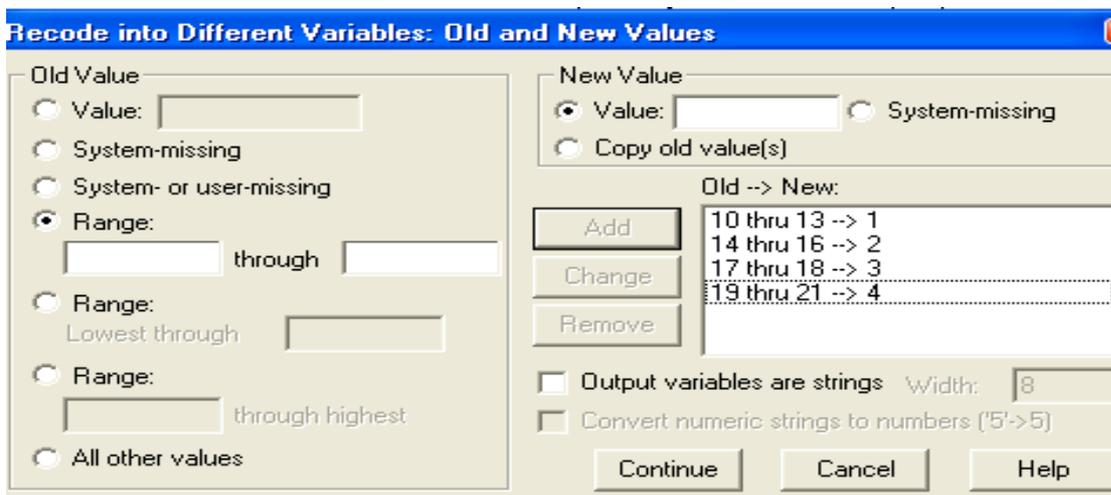 Recode into Different Variables: Old and New Values
Old Value
Value:
System-missing
System- or user-missing
Range:
through
Range:
Lowest through
Range:
through highest
All other values
New Value
Value:
System-missing
Copy old value(s)
Old --> New:
Add
Change
Remove
10 thru 13 --> 1
14 thru 16 --> 2
17 thru 18 --> 3
19 thru 21 --> 4
Output variables are strings Width: 8
Convert numeric strings to numbers ('5'->5)
Continue Cancel Help